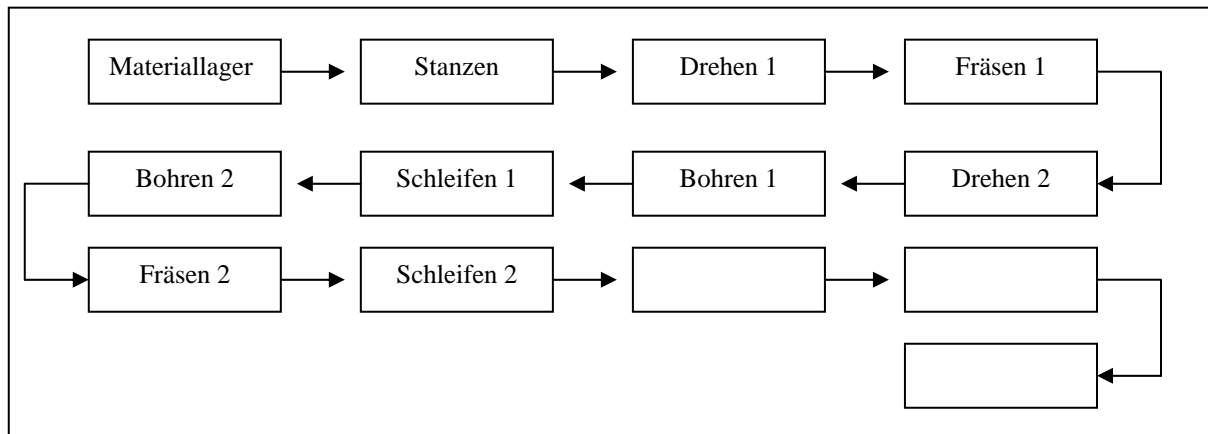 Materiallager
Stanzen
Drehen 1
Fräsen 1
Drehen 2
Bohren 1
Schleifen 1
Bohren 2
Fräsen 2
Schleifen 2